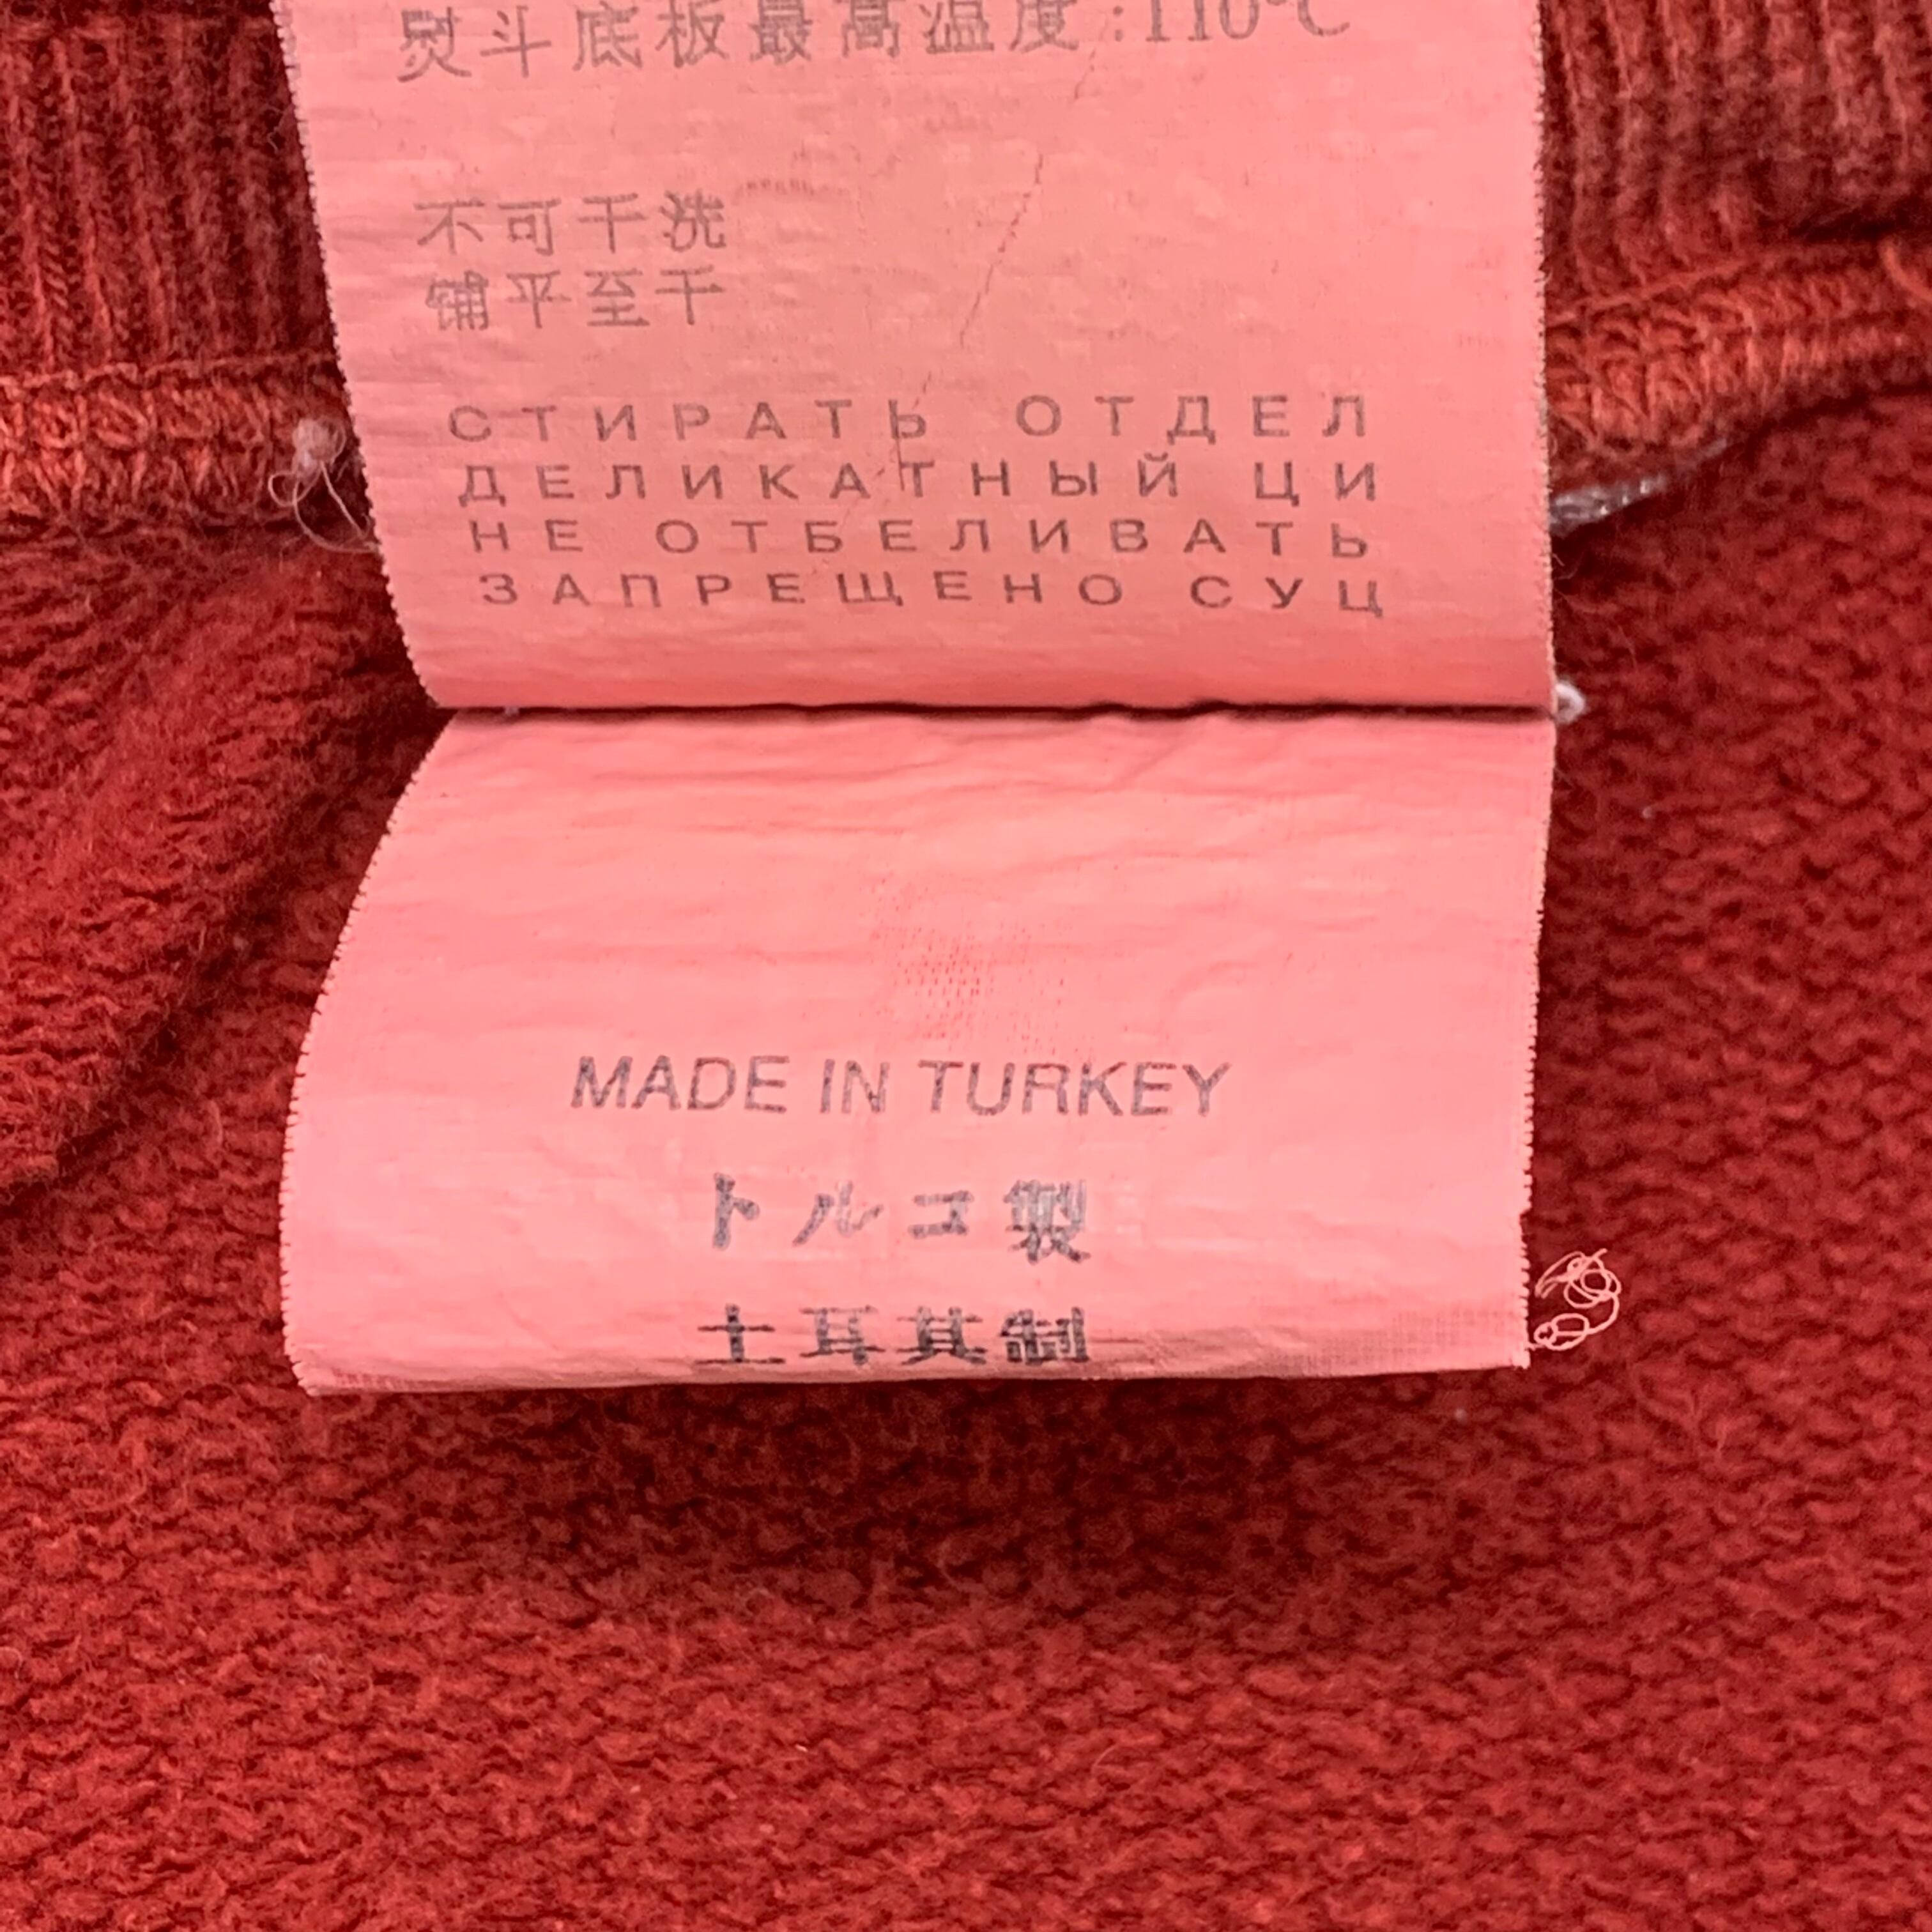 熨斗底板最高温度:110°C
不可干洗
铺平至干
СТИРАТЬ ОТДЕЛ
ДЕЛИКАТНЫЙ ЦИ
НЕ ОТБЕЛИВАТЬ
ЗАПРЕЩЕНО СУЦ
MADE IN TURKEY
トルコ製
土耳其制